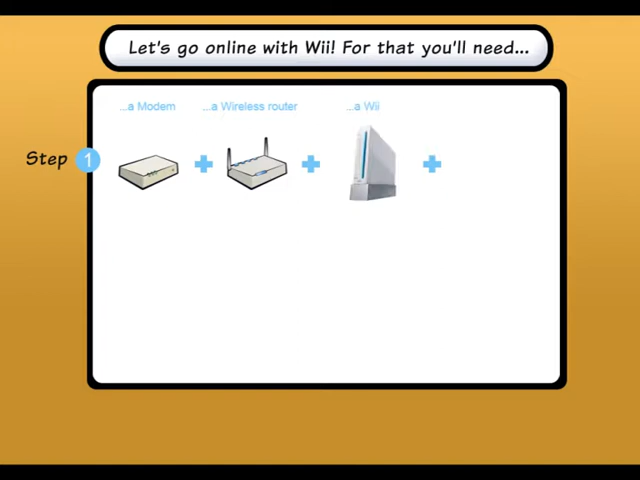 Let's go online with Wii! For that you'll need...
...a Modem ...a Wireless router ...a Wii
Step 1